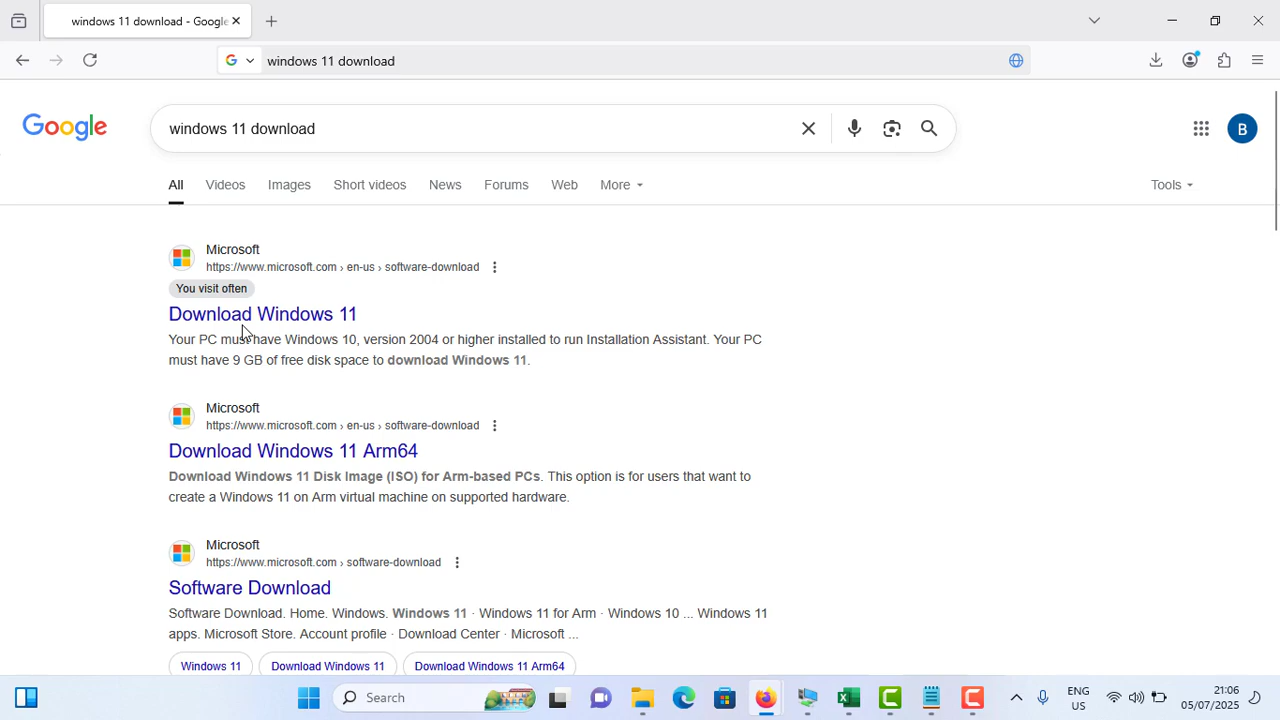 windows 11 download - Google
windows 11 download
Google
windows 11 download
B
All
Videos
Images
Short videos
News
Forums
Web
More
Tools
Microsoft
https://www.microsoft.com › en-us › software-download
You visit often
Download Windows 11
Your PC must have Windows 10, version 2004 or higher installed to run Installation Assistant. Your PC
must have 9 GB of free disk space to download Windows 11.
Microsoft
https://www.microsoft.com › en-us › software-download
Download Windows 11 Arm64
Download Windows 11 Disk Image (ISO) for Arm-based PCs. This option is for users that want to
create a Windows 11 on Arm virtual machine on supported hardware.
Microsoft
https://www.microsoft.com › software-download
Software Download
Software Download. Home. Windows. Windows 11 · Windows 11 for Arm · Windows 10 ... Windows 11
apps. Microsoft Store. Account profile · Download Center · Microsoft ...
Windows 11
Download Windows 11
Download Windows 11 Arm64
Search
ENG
US
21:06
05/07/2025